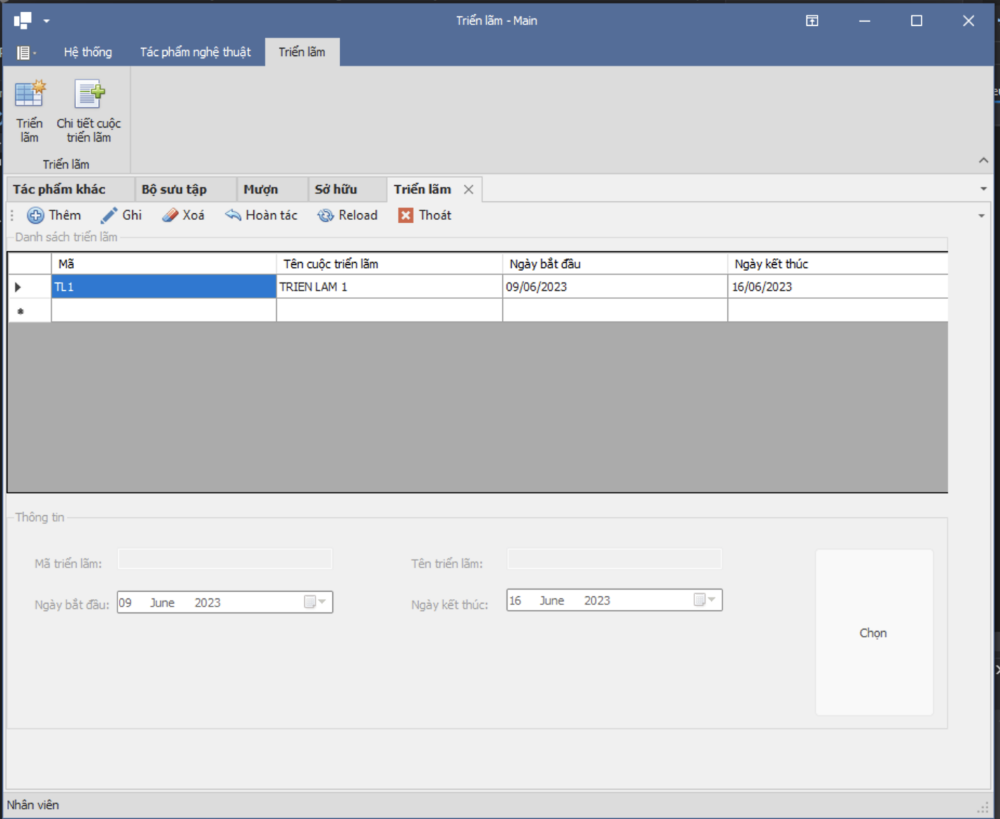 Triển lãm - Main
Hệ thống Tác phẩm nghệ thuật Triển lãm
Triển lãm
Chi tiết cuộc triển lãm
Triển lãm
Tác phẩm khác Bộ sưu tập Mượn Sở hữu Triển lãm
Thêm Ghi Xoá Hoàn tác Reload Thoát
Danh sách triển lãm
Mã Tên cuộc triển lãm Ngày bắt đầu Ngày kết thúc
TL1 TRIEN LAM 1 09/06/2023 16/06/2023
Thông tin
Mã triển lãm: Tên triển lãm:
Ngày bắt đầu: 09 June 2023 Ngày kết thúc: 16 June 2023
Chọn
Nhân viên